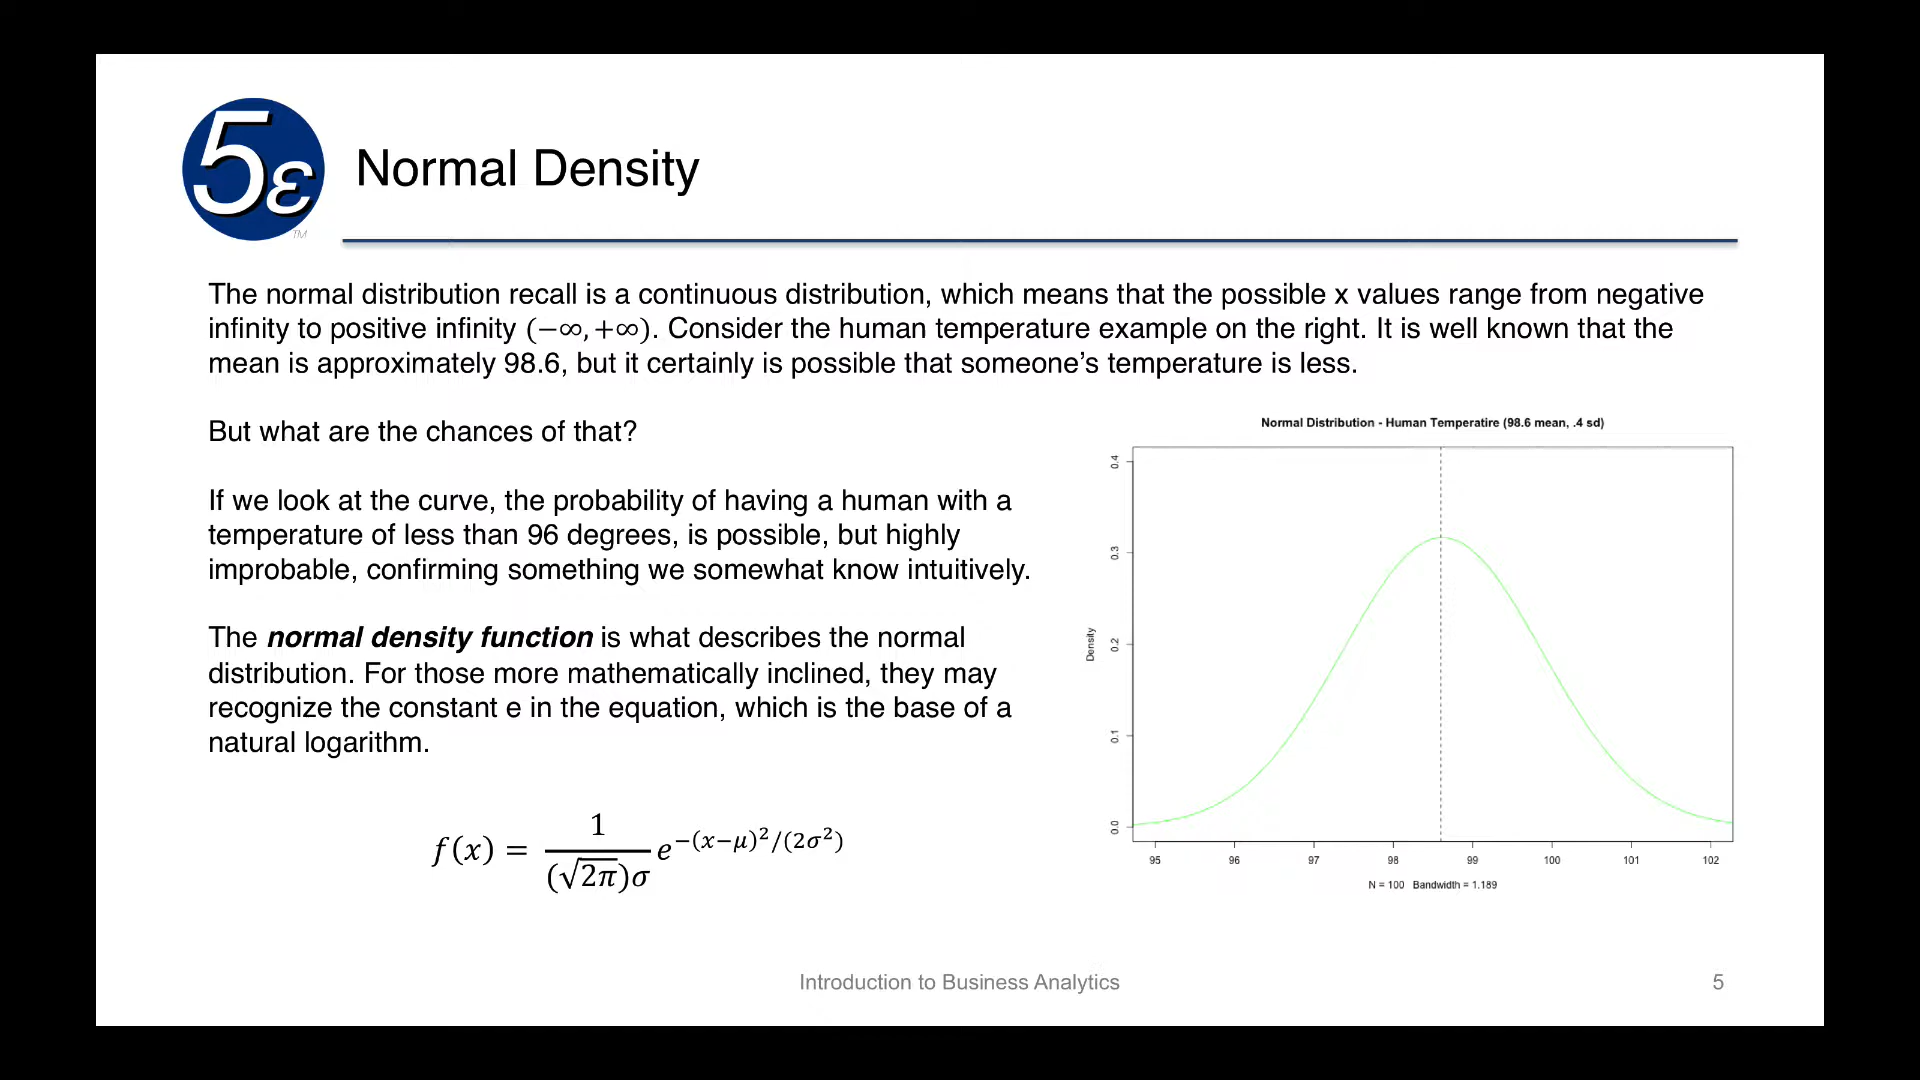 5ε
TM
Normal Density
The normal distribution recall is a continuous distribution, which means that the possible x values range from negative
infinity to positive infinity (−∞, +∞). Consider the human temperature example on the right. It is well known that the
mean is approximately 98.6, but it certainly is possible that someone’s temperature is less.
But what are the chances of that?
If we look at the curve, the probability of having a human with a
temperature of less than 96 degrees, is possible, but highly
improbable, confirming something we somewhat know intuitively.
The normal density function is what describes the normal
distribution. For those more mathematically inclined, they may
recognize the constant e in the equation, which is the base of a
natural logarithm.
f(x) = 1/((√2π)σ) e^−(x−μ)²/(2σ²)
Normal Distribution - Human Temperatire (98.6 mean, .4 sd)
Density
0.4
0.3
0.2
0.1
0.0
95 96 97 98 99 100 101 102
N = 100 Bandwidth = 1.189
Introduction to Business Analytics
5